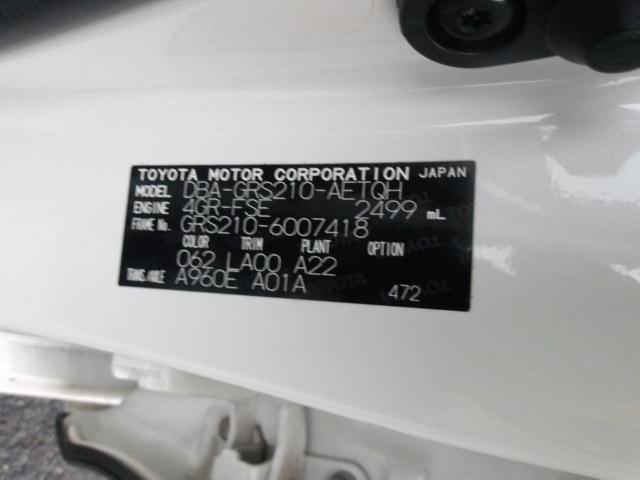 TOYOTA MOTOR CORPORATION JAPAN
MODEL DBA-GRS210-AETQH
ENGINE 4GR-FSE 2499 mL
FRAME No. GRS210-6007418
COLOR TRIM PLANT OPTION
062 LA00 A22
TRANS./AXLE A960E A01A
472